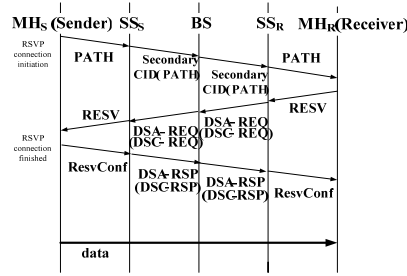 MHS (Sender) SSS BS SSR MHR (Receiver)
RSVP
connection
initiation
PATH
Secondary
CID(PATH)
Secondary
CID(PATH)
PATH
RESV
DSA-REQ
(DSC-REQ)
DSA-REQ
(DSC-REQ)
RESV
RSVP
connection
finished
ResvConf
DSA-RSP
(DSC-RSP)
DSA-RSP
(DSC-RSP)
ResvConf
data